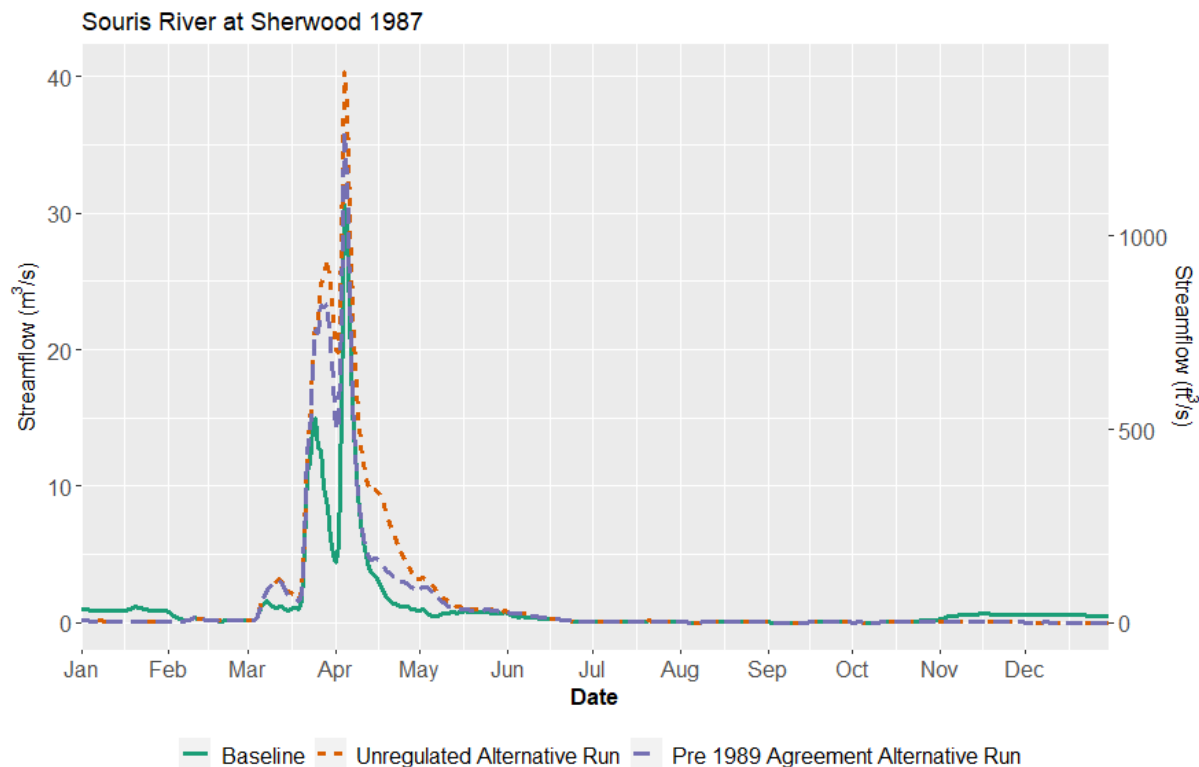 Souris River at Sherwood 1987
40
30
20
10
0
Streamflow (m³/s)
1000
500
0
Streamflow (ft³/s)
Jan Feb Mar Apr May Jun Jul Aug Sep Oct Nov Dec
Date
Baseline Unregulated Alternative Run Pre 1989 Agreement Alternative Run